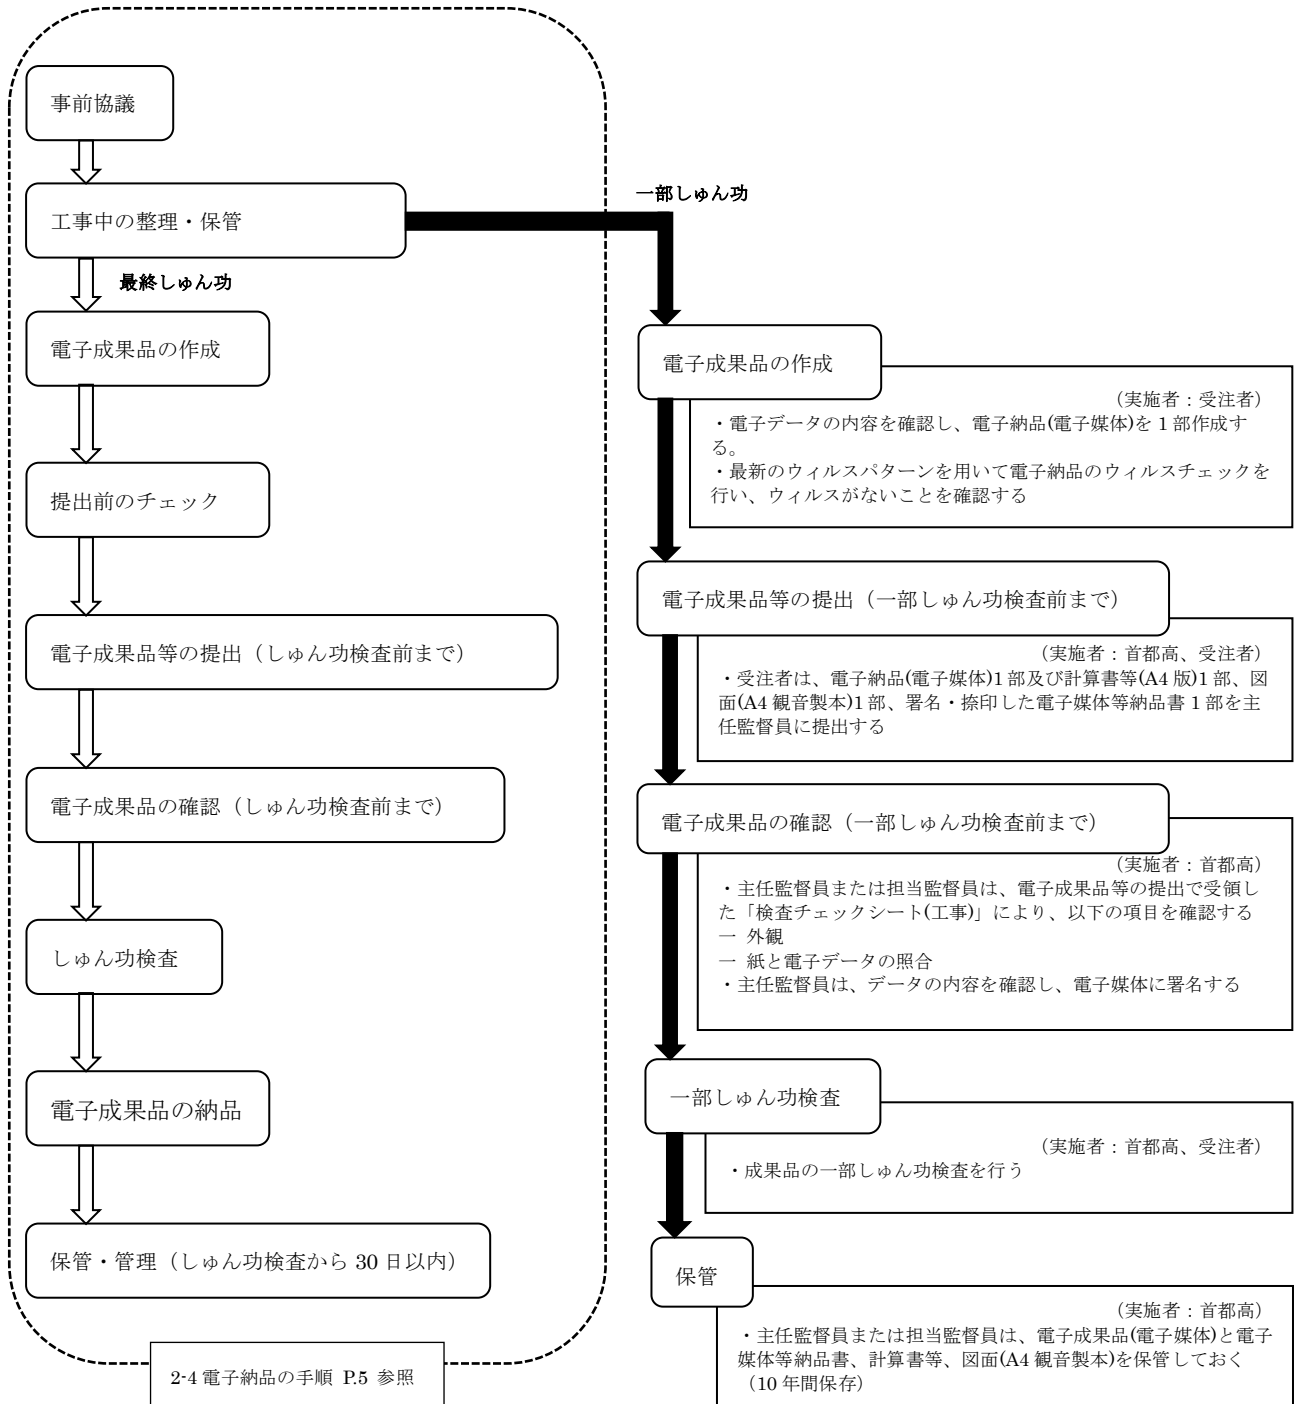 事前協議
工事中の整理・保管
最終しゅん功
電子成果品の作成
提出前のチェック
電子成果品等の提出（しゅん功検査前まで）
電子成果品の確認（しゅん功検査前まで）
しゅん功検査
電子成果品の納品
保管・管理（しゅん功検査から 30 日以内）
2-4 電子納品の手順 P.5 参照
一部しゅん功
電子成果品の作成
（実施者：受注者）
・電子データの内容を確認し、電子納品(電子媒体)を 1 部作成す
る。
・最新のウィルスパターンを用いて電子納品のウィルスチェックを
行い、ウィルスがないことを確認する
電子成果品等の提出（一部しゅん功検査前まで）
（実施者：首都高、受注者）
・受注者は、電子納品(電子媒体)1 部及び計算書等(A4 版)1 部、図
面(A4 観音製本)1 部、署名・捺印した電子媒体等納品書 1 部を主
任監督員に提出する
電子成果品の確認（一部しゅん功検査前まで）
（実施者：首都高）
・主任監督員または担当監督員は、電子成果品等の提出で受領し
た「検査チェックシート(工事)」により、以下の項目を確認する
― 外観
― 紙と電子データの照合
・主任監督員は、データの内容を確認し、電子媒体に署名する
一部しゅん功検査
（実施者：首都高、受注者）
・成果品の一部しゅん功検査を行う
保管
（実施者：首都高）
・主任監督員または担当監督員は、電子成果品(電子媒体)と電子
媒体等納品書、計算書等、図面(A4 観音製本)を保管しておく
（10 年間保存）